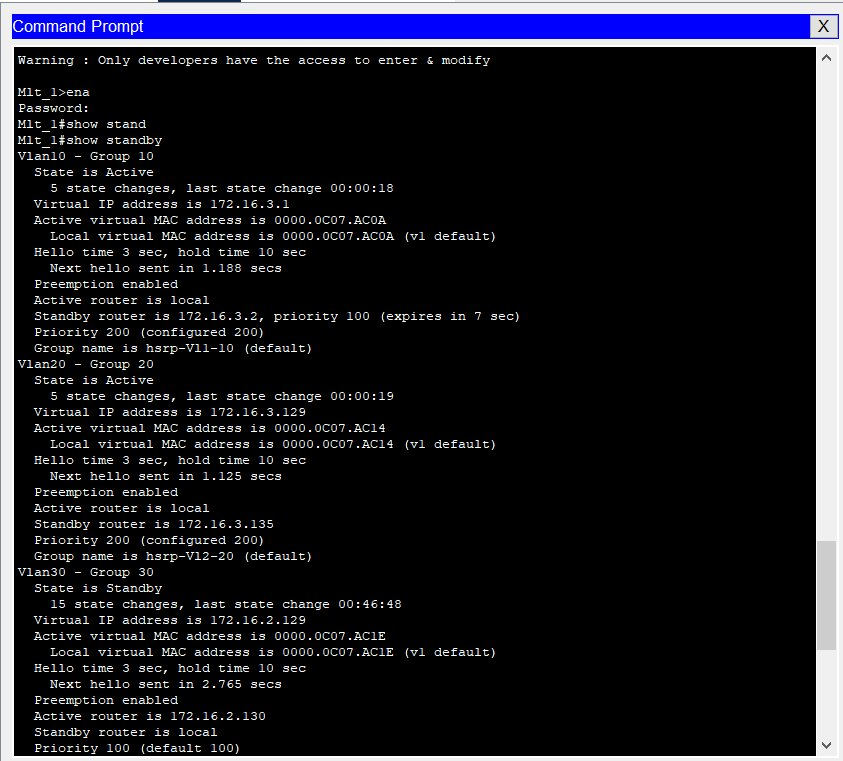 Command Prompt
X
Warning : Only developers have the access to enter & modify
Mlt_1>ena
Password:
Mlt_1#show stand
Mlt_1#show standby
Vlan10 - Group 10
State is Active
5 state changes, last state change 00:00:18
Virtual IP address is 172.16.3.1
Active virtual MAC address is 0000.0C07.AC0A
Local virtual MAC address is 0000.0C07.AC0A (v1 default)
Hello time 3 sec, hold time 10 sec
Next hello sent in 1.188 secs
Preemption enabled
Active router is local
Standby router is 172.16.3.2, priority 100 (expires in 7 sec)
Priority 200 (configured 200)
Group name is hsrp-Vl1-10 (default)
Vlan20 - Group 20
State is Active
5 state changes, last state change 00:00:19
Virtual IP address is 172.16.3.129
Active virtual MAC address is 0000.0C07.AC14
Local virtual MAC address is 0000.0C07.AC14 (v1 default)
Hello time 3 sec, hold time 10 sec
Next hello sent in 1.125 secs
Preemption enabled
Active router is local
Standby router is 172.16.3.135
Priority 200 (configured 200)
Group name is hsrp-Vl2-20 (default)
Vlan30 - Group 30
State is Standby
15 state changes, last state change 00:46:48
Virtual IP address is 172.16.2.129
Active virtual MAC address is 0000.0C07.AC1E
Local virtual MAC address is 0000.0C07.AC1E (v1 default)
Hello time 3 sec, hold time 10 sec
Next hello sent in 2.765 secs
Preemption enabled
Active router is 172.16.2.130
Standby router is local
Priority 100 (default 100)